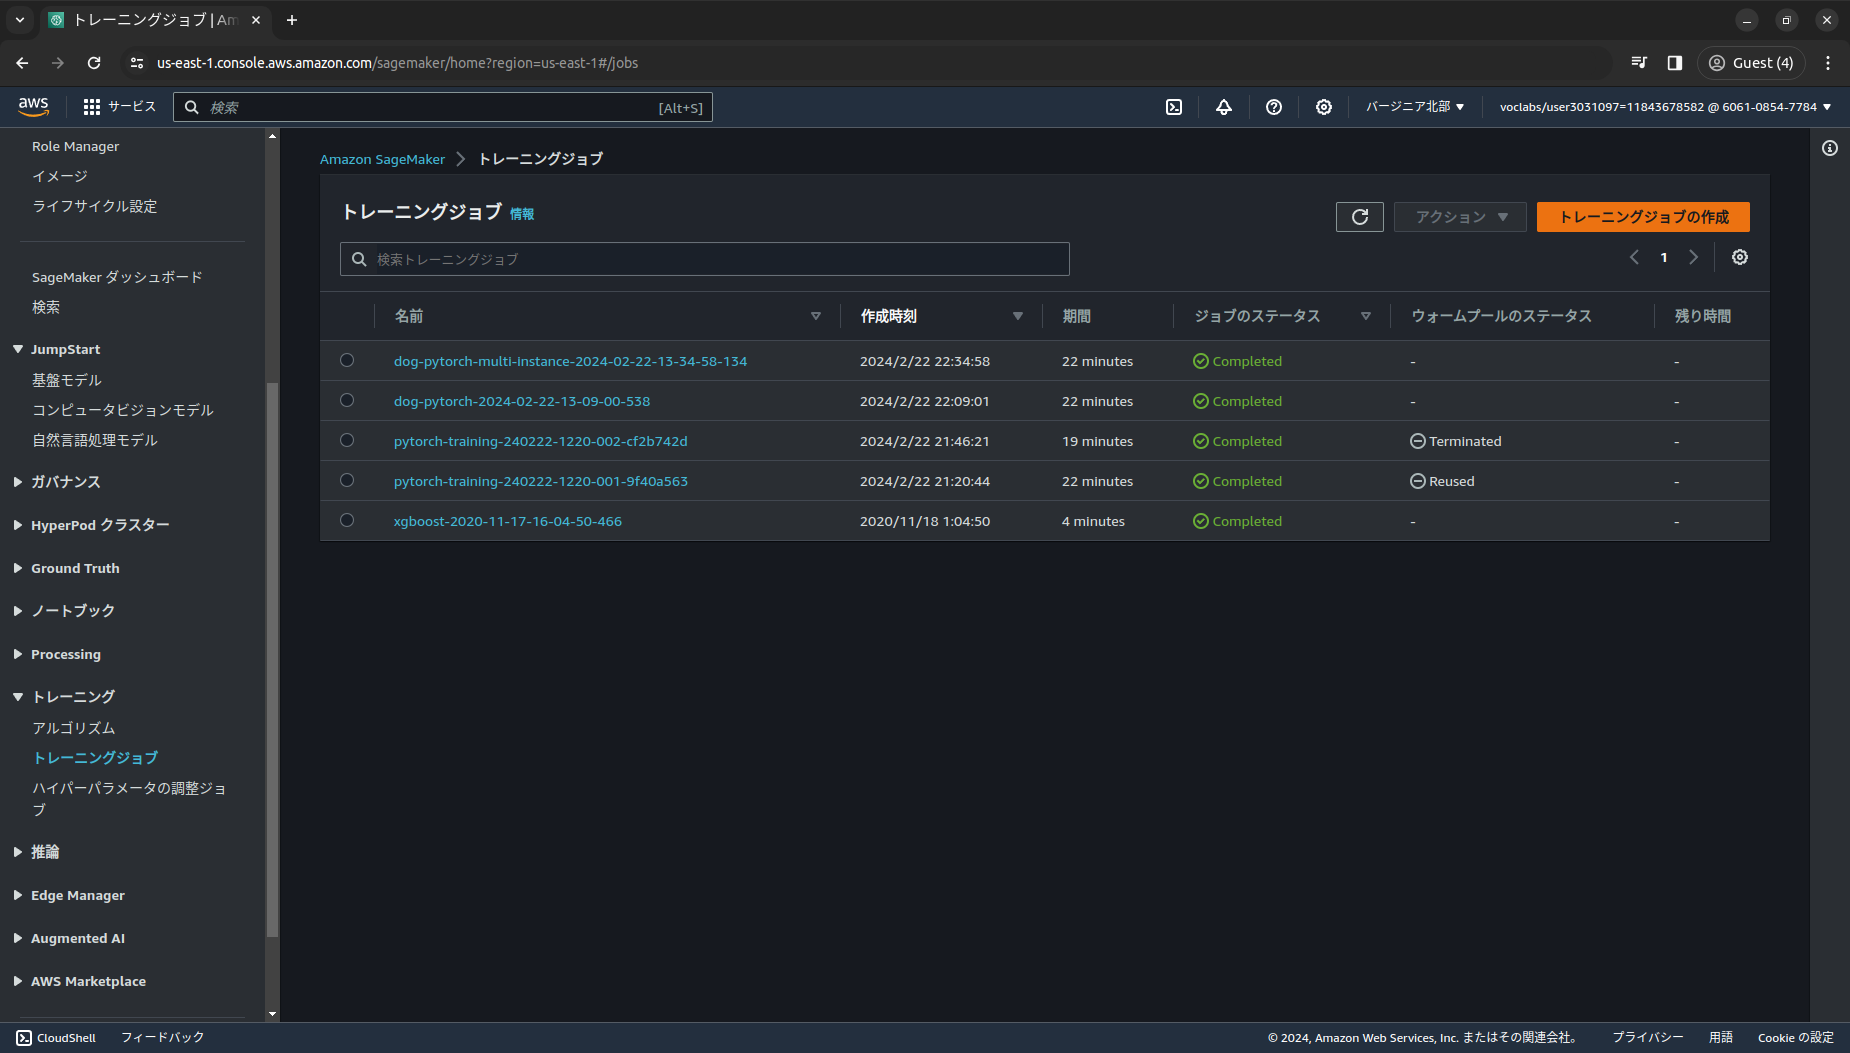 トレーニングジョブ | Am
us-east-1.console.aws.amazon.com/sagemaker/home?region=us-east-1#/jobs
Guest (4)
aws
サービス
検索
[Alt+S]
バージニア北部
voclabs/user3031097=11843678582 @ 6061-0854-7784
Role Manager
イメージ
ライフサイクル設定
SageMaker ダッシュボード
検索
JumpStart
基盤モデル
コンピュータビジョンモデル
自然言語処理モデル
ガバナンス
HyperPod クラスター
Ground Truth
ノートブック
Processing
トレーニング
アルゴリズム
トレーニングジョブ
ハイパーパラメータの調整ジョ
ブ
推論
Edge Manager
Augmented AI
AWS Marketplace
Amazon SageMaker
トレーニングジョブ
トレーニングジョブ 情報
アクション
トレーニングジョブの作成
検索トレーニングジョブ
1
名前 作成時刻 期間 ジョブのステータス ウォームプールのステータス 残り時間
dog-pytorch-multi-instance-2024-02-22-13-34-58-134 2024/2/22 22:34:58 22 minutes Completed - -
dog-pytorch-2024-02-22-13-09-00-538 2024/2/22 22:09:01 22 minutes Completed - -
pytorch-training-240222-1220-002-cf2b742d 2024/2/22 21:46:21 19 minutes Completed Terminated -
pytorch-training-240222-1220-001-9f40a563 2024/2/22 21:20:44 22 minutes Completed Reused -
xgboost-2020-11-17-16-04-50-466 2020/11/18 1:04:50 4 minutes Completed - -
CloudShell
フィードバック
© 2024, Amazon Web Services, Inc. またはその関連会社。
プライバシー
用語
Cookie の設定